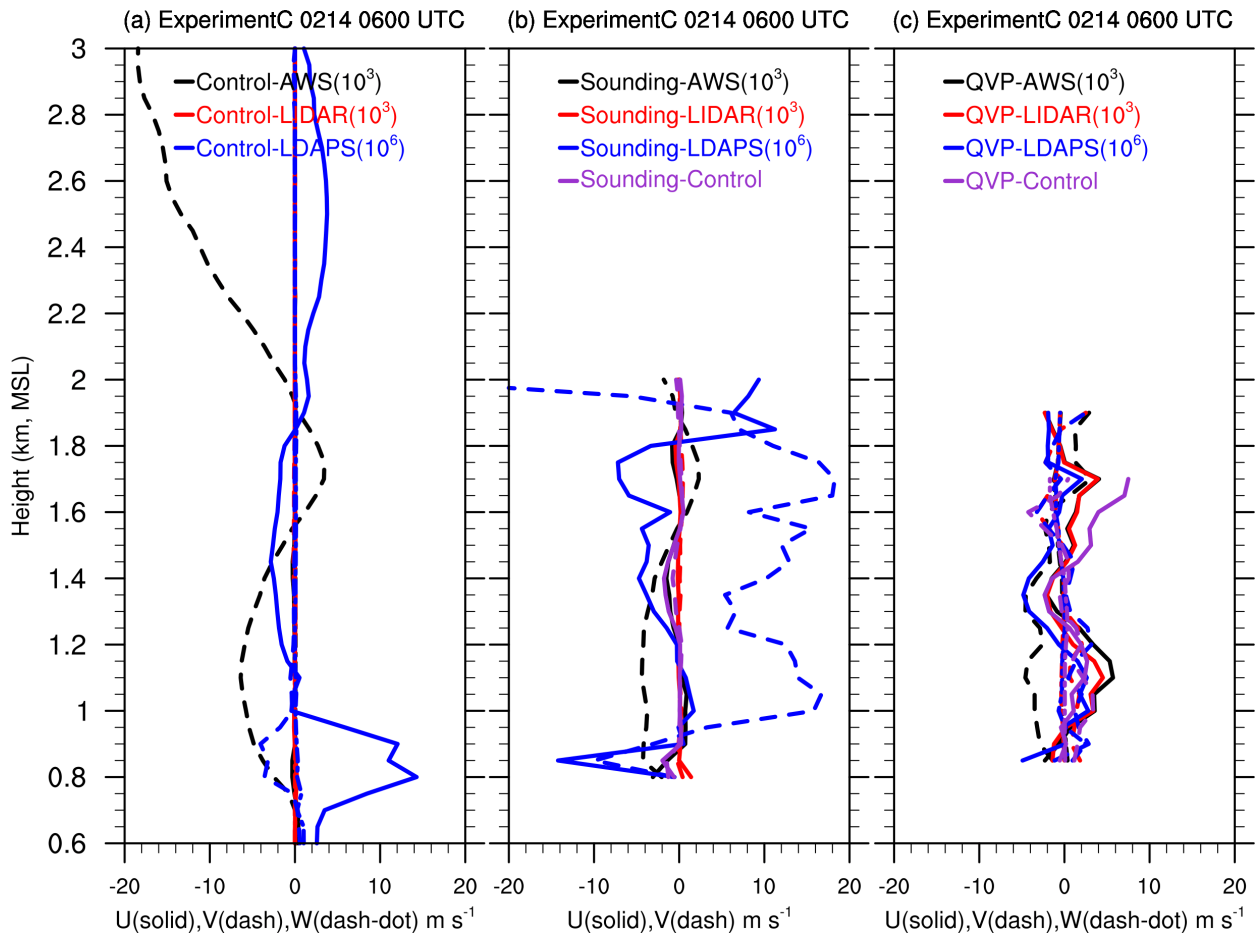 (a) ExperimentC 0214 0600 UTC
(b) ExperimentC 0214 0600 UTC
(c) ExperimentC 0214 0600 UTC
Control-AWS(10³)
Control-LIDAR(10³)
Control-LDAPS(10⁶)
Sounding-AWS(10³)
Sounding-LIDAR(10³)
Sounding-LDAPS(10⁶)
Sounding-Control
QVP-AWS(10³)
QVP-LIDAR(10³)
QVP-LDAPS(10⁶)
QVP-Control
Height (km, MSL)
3
2.8
2.6
2.4
2.2
2
1.8
1.6
1.4
1.2
1
0.8
0.6
-20 -10 0 10 20
-20 -10 0 10 20
-20 -10 0 10 20
U(solid),V(dash),W(dash-dot) m s⁻¹
U(solid),V(dash),W(dash-dot) m s⁻¹
U(solid),V(dash),W(dash-dot) m s⁻¹